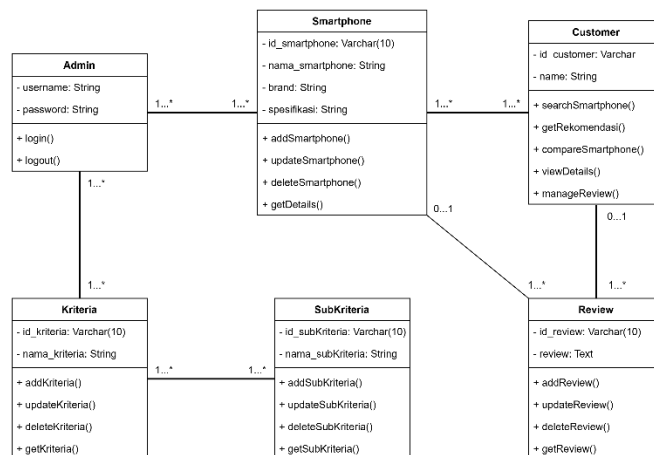 Smartphone
- id_smartphone: Varchar(10)
- nama_smartphone: String
- brand: String
- spesifikasi: String
+ addSmartphone()
+ updateSmartphone()
+ deleteSmartphone()
+ getDetails()
Customer
- id_customer: Varchar
- name: String
+ searchSmartphone()
+ getRekomendasi()
+ compareSmartphone()
+ viewDetails()
+ manageReview()
Admin
- username: String
- password: String
+ login()
+ logout()
1...*
1...*
1...*
1...*
1...*
0...1
0...1
1...*
1...*
1...*
Kriteria
- id_kriteria: Varchar(10)
- nama_kriteria: String
+ addKriteria()
+ updateKriteria()
+ deleteKriteria()
+ getKriteria()
1...*
1...*
SubKriteria
- id_subKriteria: Varchar(10)
- nama_subKriteria: String
+ addSubKriteria()
+ updateSubKriteria()
+ deleteSubKriteria()
+ getSubKriteria()
Review
- id_review: Varchar(10)
- review: Text
+ addReview()
+ updateReview()
+ deleteReview()
+ getReview()